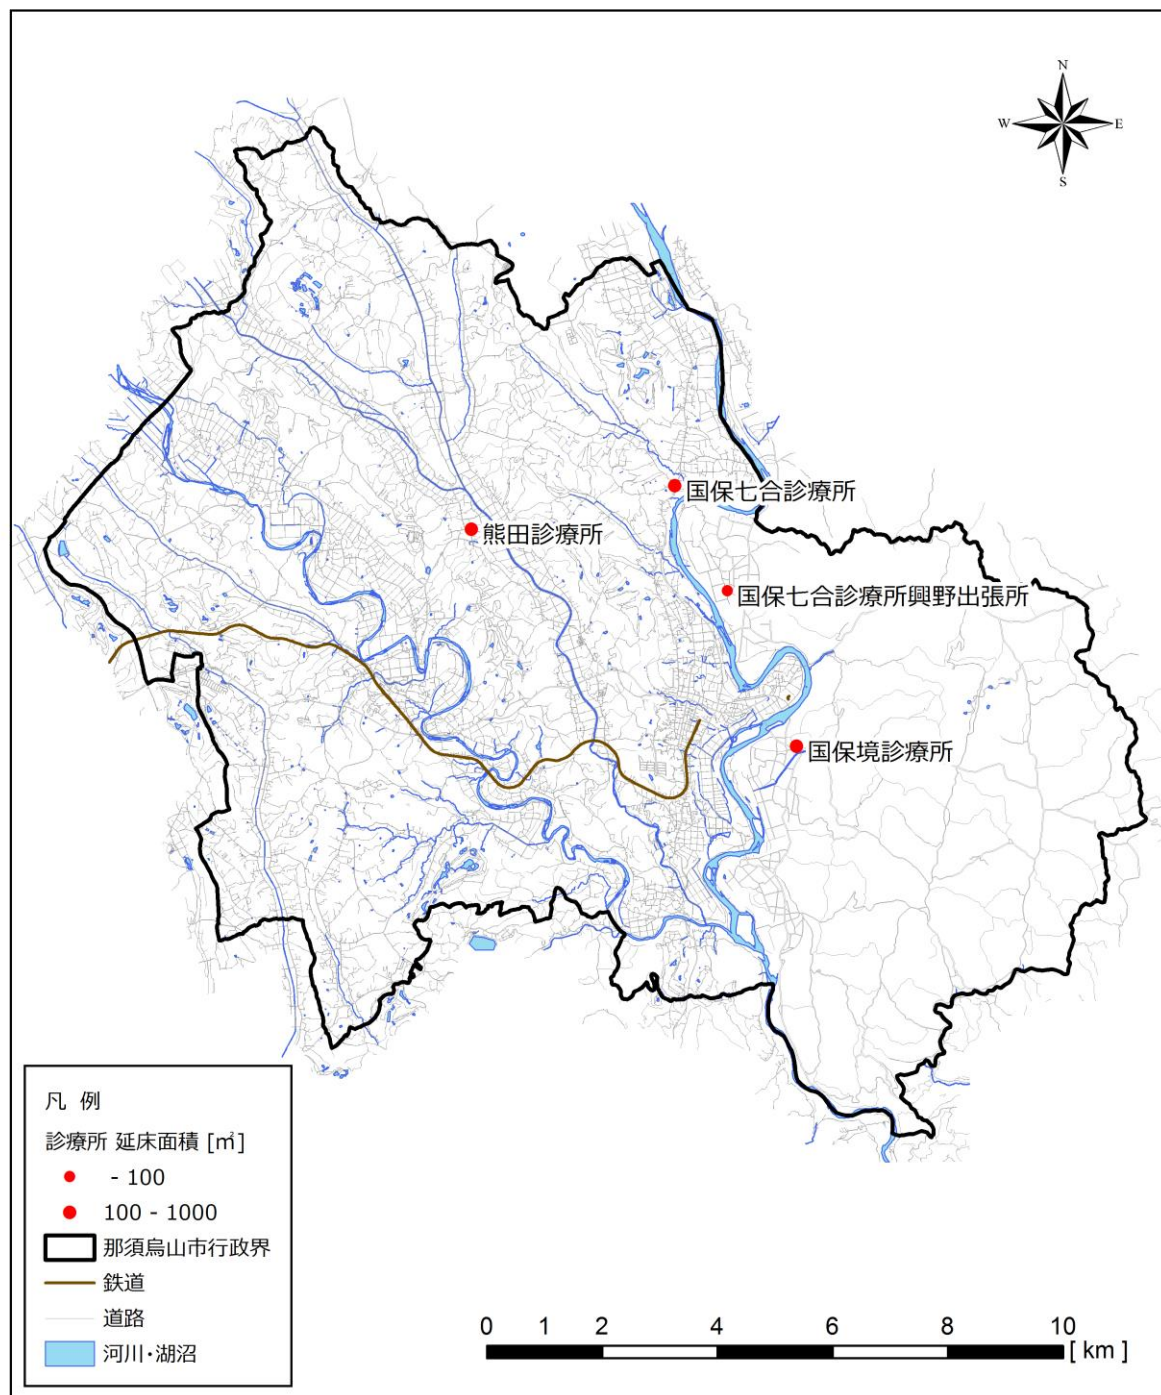 N
W
E
S
国保七合診療所
熊田診療所
国保七合診療所興野出張所
国保境診療所
凡 例
診療所 延床面積 [㎡]
- 100
100 - 1000
那須烏山市行政界
鉄道
道路
河川・湖沼
0 1 2 4 6 8 10
[ km ]